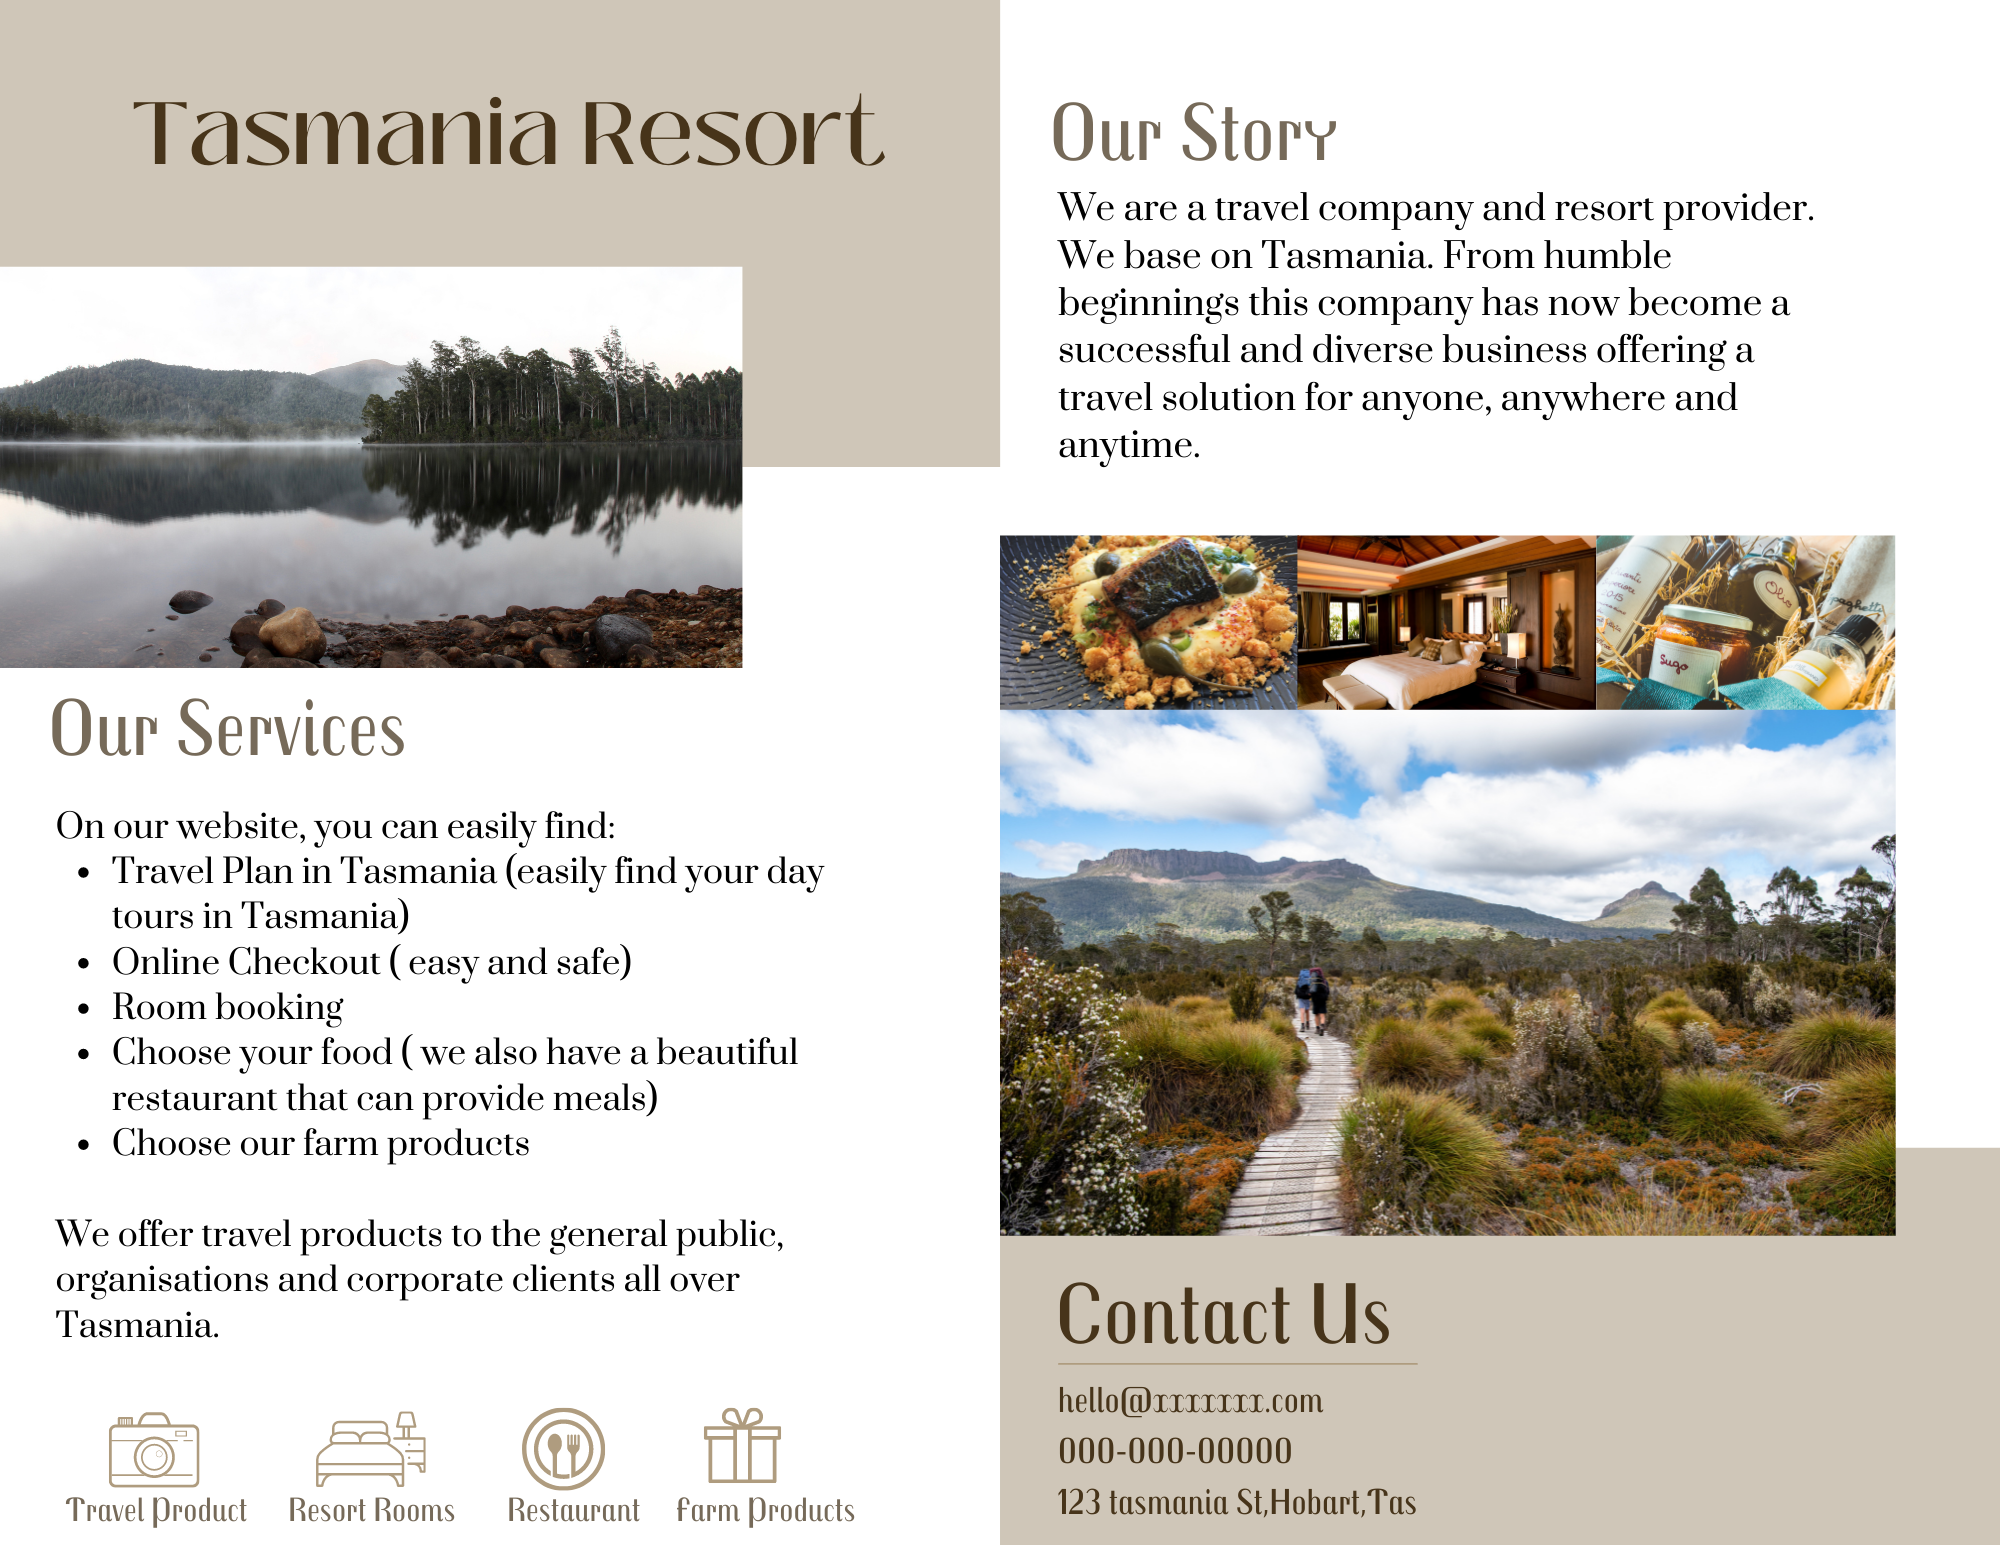 Tasmania Resort
Our Services
On our website, you can easily find:
• Travel Plan in Tasmania (easily find your day
tours in Tasmania)
• Online Checkout ( easy and safe)
• Room booking
• Choose your food ( we also have a beautiful
restaurant that can provide meals)
• Choose our farm products
We offer travel products to the general public,
organisations and corporate clients all over
Tasmania.
Travel Product
Resort Rooms
Restaurant
Farm Products
Our Story
We are a travel company and resort provider.
We base on Tasmania. From humble
beginnings this company has now become a
successful and diverse business offering a
travel solution for anyone, anywhere and
anytime.
2015
Sugo
Olio
spaghetti
Contact Us
hello@xxxxxxx.com
000-000-00000
123 tasmania St,Hobart,Tas